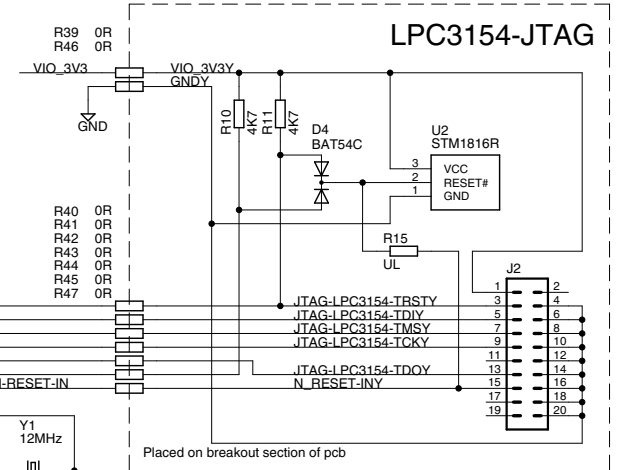 LPC3154-JTAG
R39 0R
R46 0R
VIO_3V3
VIO_3V3Y
GNDY
GND
R10
4K7
R11
4K7
D4
BAT54C
U2
STM1816R
3 VCC
2 RESET#
1 GND
R40 0R
R41 0R
R42 0R
R43 0R
R44 0R
R45 0R
R47 0R
R15
UL
J2
1 2
JTAG-LPC3154-TRSTY 3 4
JTAG-LPC3154-TDIY 5 6
JTAG-LPC3154-TMSY 7 8
JTAG-LPC3154-TCKY 9 10
11 12
JTAG-LPC3154-TDOY 13 14
-RESET-IN N_RESET-INY 15 16
17 18
19 20
Y1
12MHz
Placed on breakout section of pcb